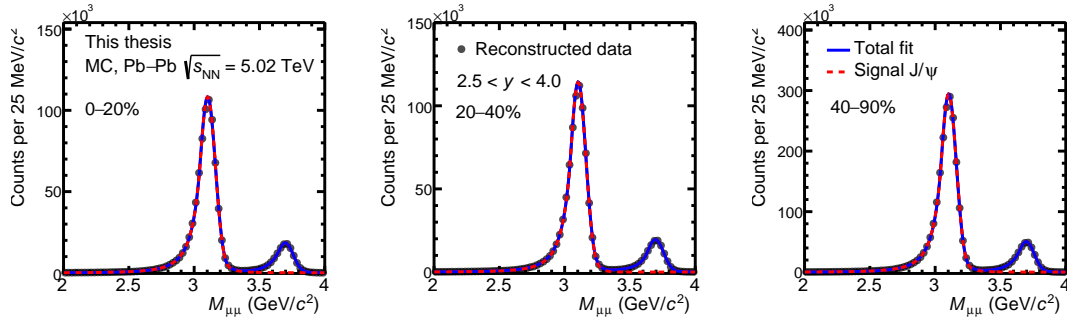 ×10³
150
100
50
0
Counts per 25 MeV/c²
This thesis
MC, Pb–Pb √s_NN = 5.02 TeV
0–20%
2 2.5 3 3.5 4
M_μμ (GeV/c²)
×10³
150
100
50
0
Counts per 25 MeV/c²
Reconstructed data
2.5 < y < 4.0
20–40%
2 2.5 3 3.5 4
M_μμ (GeV/c²)
×10³
400
300
200
100
0
Counts per 25 MeV/c²
Total fit
Signal J/ψ
40–90%
2 2.5 3 3.5 4
M_μμ (GeV/c²)